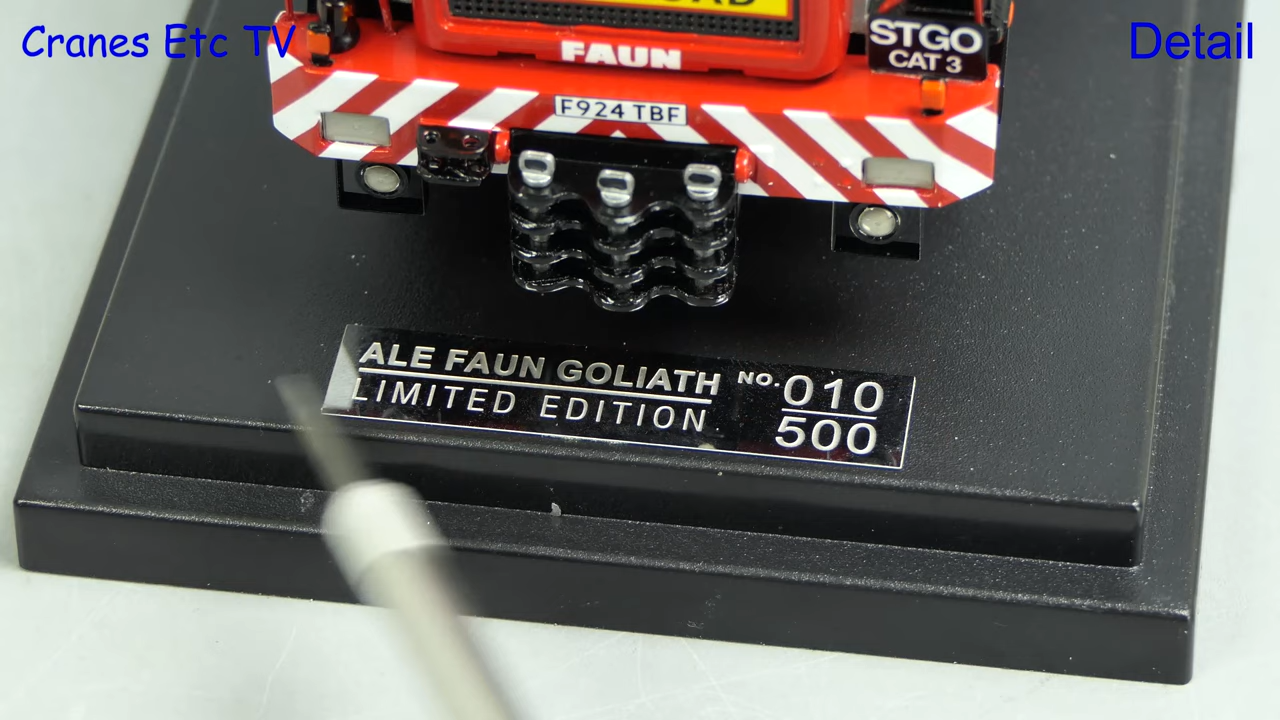 Cranes Etc TV
Detail
STGO
CAT 3
FAUN
F924 TBF
ALE FAUN GOLIATH
LIMITED EDITION
NO. 010
500